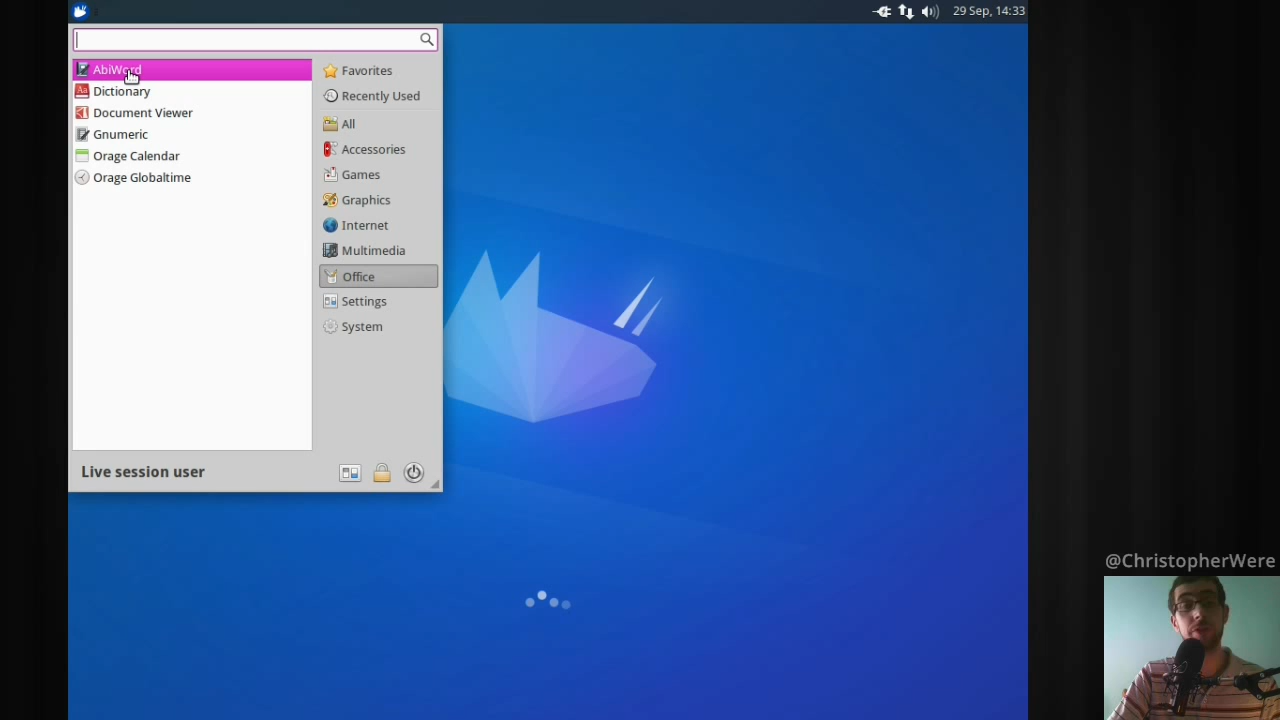 29 Sep, 14:33
AbiWord
Dictionary
Document Viewer
Gnumeric
Orage Calendar
Orage Globaltime
Favorites
Recently Used
All
Accessories
Games
Graphics
Internet
Multimedia
Office
Settings
System
Live session user
@ChristopherWere